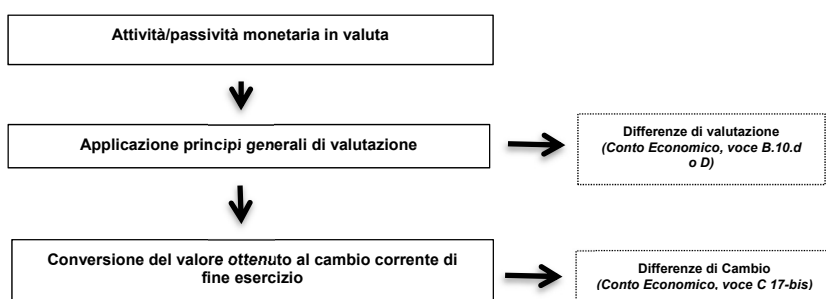 Attività/passività monetaria in valuta
Applicazione principi generali di valutazione
Differenze di valutazione
(Conto Economico, voce B.10.d
o D)
Conversione del valore ottenuto al cambio corrente di
fine esercizio
Differenze di Cambio
(Conto Economico, voce C 17-bis)